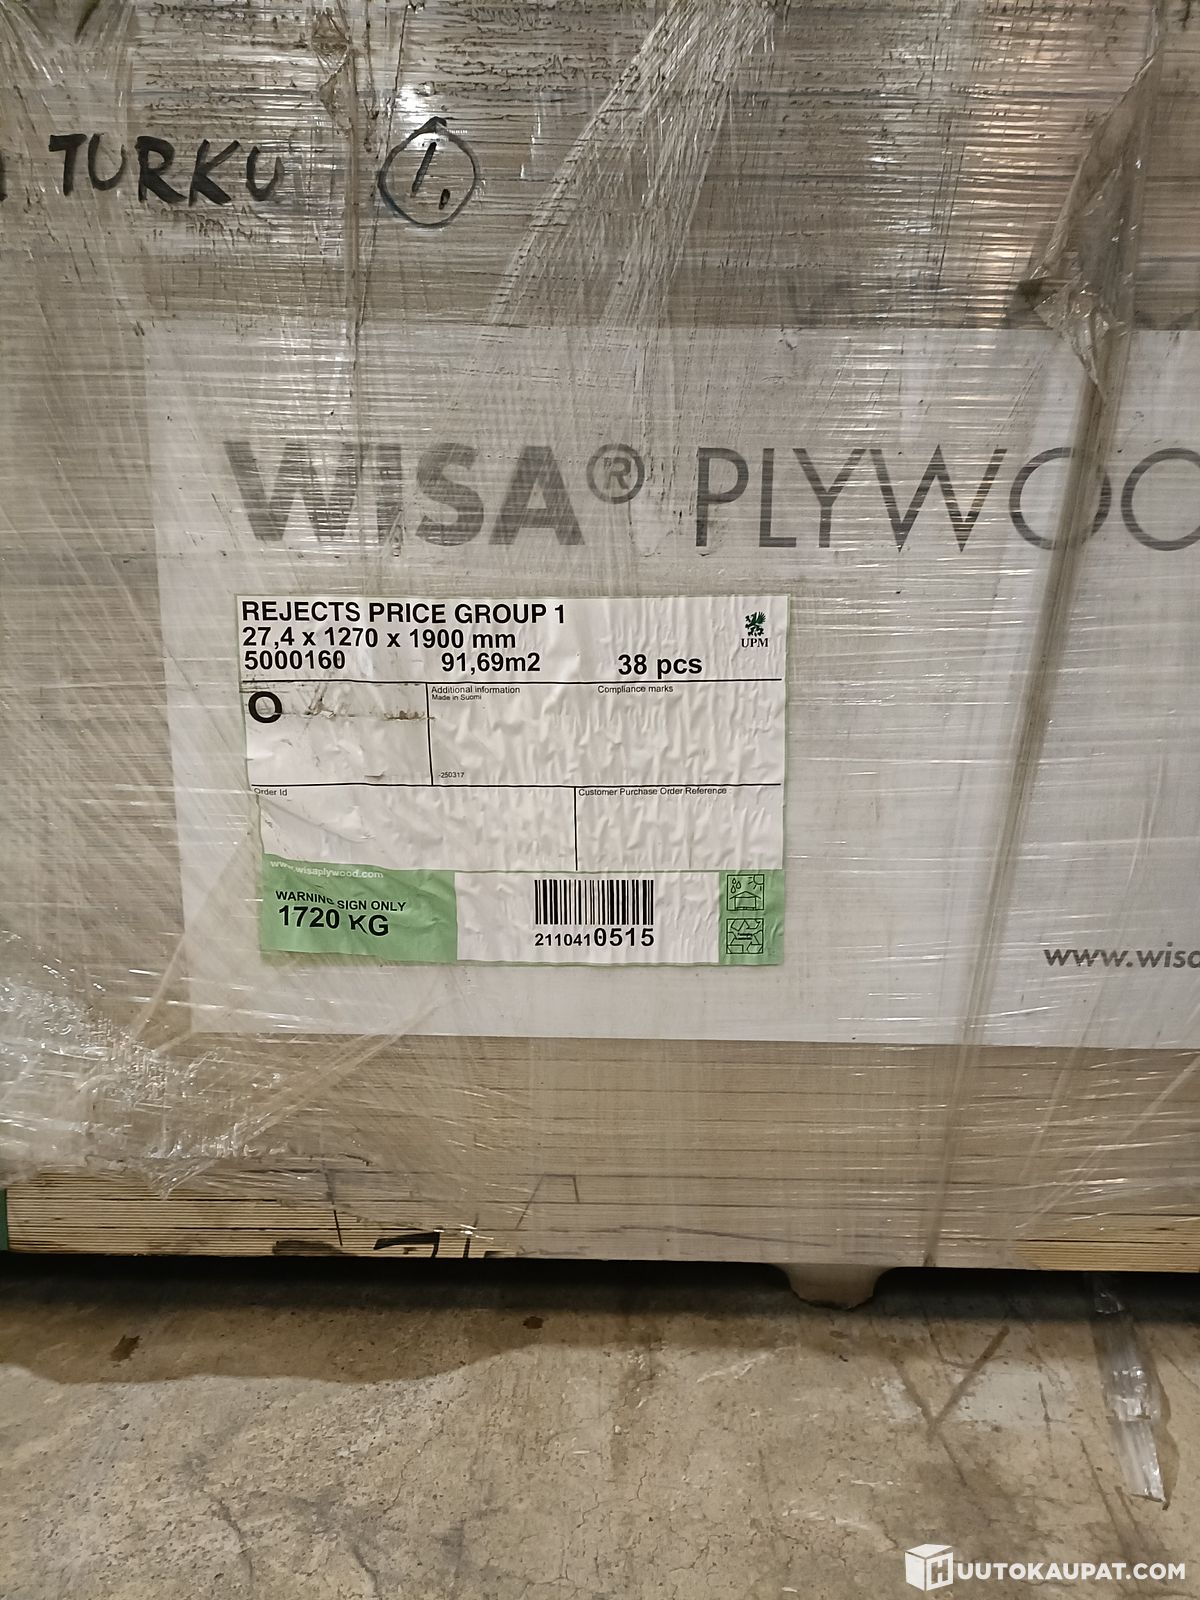 TURKU 1.
WISA® PLYWOO
REJECTS PRICE GROUP 1
27,4 x 1270 x 1900 mm
5000160 91,69m2 38 pcs
UPM
O
Additional information
Made in Suomi
Compliance marks
-250317
Order Id
Customer Purchase Order Reference
www.wisaplywood.com
WARNING SIGN ONLY
1720 KG
2110410515
www.wisa
HUUTOKAUPAT.COM